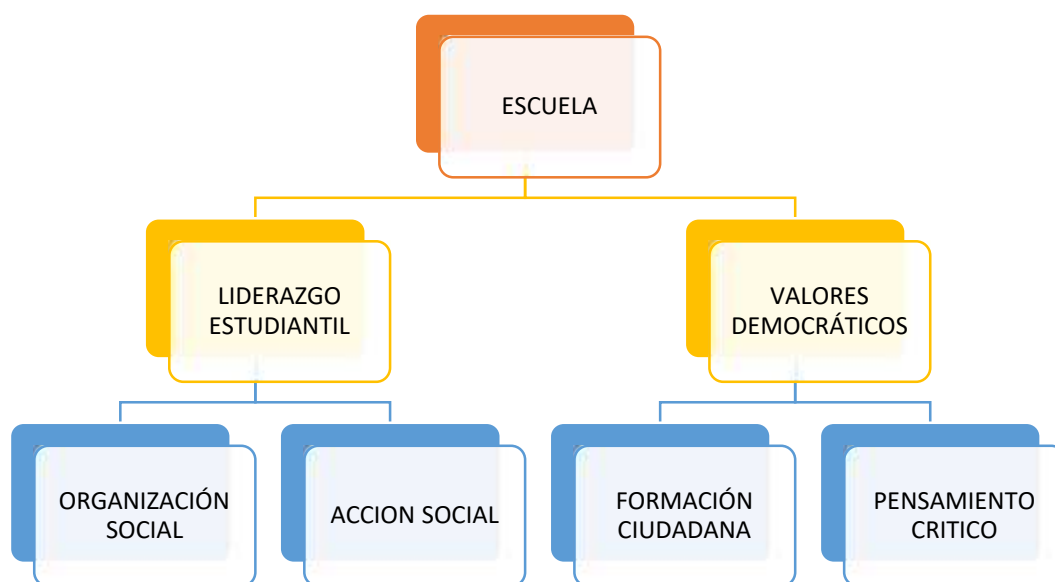 ESCUELA
LIDERAZGO
ESTUDIANTIL
VALORES
DEMOCRÁTICOS
ORGANIZACIÓN
SOCIAL
ACCION SOCIAL
FORMACIÓN
CIUDADANA
PENSAMIENTO
CRITICO